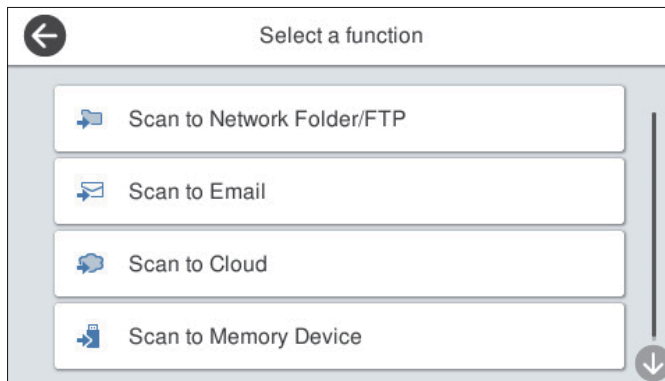 Select a function
Scan to Network Folder/FTP
Scan to Email
Scan to Cloud
Scan to Memory Device